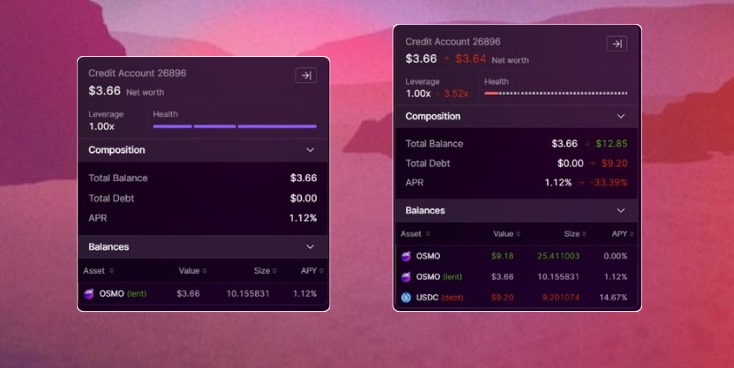 Credit Account 26896
$3.66 Net worth
Leverage Health
1.00x
Composition
Total Balance $3.66
Total Debt $0.00
APR 1.12%
Balances
Asset Value Size APY
OSMO (lent) $3.66 10.155831 1.12%
Credit Account 26896
$3.66 → $3.64 Net worth
Leverage Health
1.00x → 3.52x
Composition
Total Balance $3.66 → $12.85
Total Debt $0.00 → $9.20
APR 1.12% → -33.39%
Balances
Asset Value Size APY
OSMO $9.18 25.411003 0.00%
OSMO (lent) $3.66 10.155831 1.12%
USDC (debt) $9.20 9.201074 14.67%